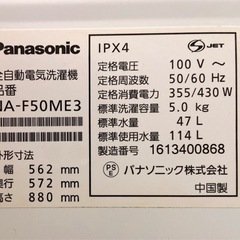 Panasonic
全自動電気洗濯機
品番
NA-F50ME3
外形寸法
幅 562 mm
奥行 572 mm
高さ 880 mm
IPX4
S JET
定格電圧 100 V ~
定格周波数 50/60 Hz
定格消費電力 355/430 W
標準洗濯容量 5.0 kg
標準水量 47 L
標準使用水量 114 L
製造番号 1613400868
PS E
パナソニック株式会社
中国製